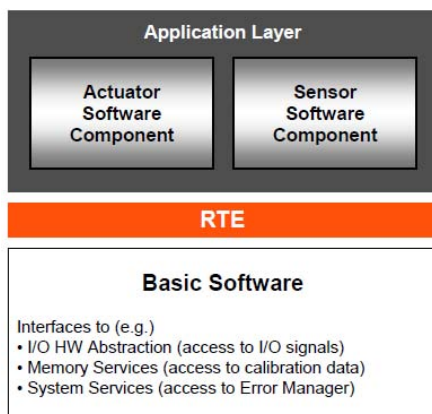 Application Layer
Actuator
Software
Component
Sensor
Software
Component
RTE
Basic Software
Interfaces to (e.g.)
• I/O HW Abstraction (access to I/O signals)
• Memory Services (access to calibration data)
• System Services (access to Error Manager)